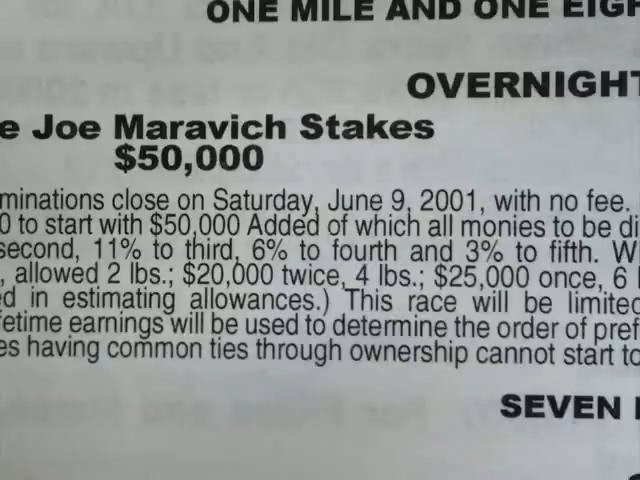 ONE MILE AND ONE EIGH
OVERNIGHT
e Joe Maravich Stakes
$50,000
minations close on Saturday, June 9, 2001, with no fee.
0 to start with $50,000 Added of which all monies to be di
second, 11% to third, 6% to fourth and 3% to fifth. W
, allowed 2 lbs.; $20,000 twice, 4 lbs.; $25,000 once, 6 l
ed in estimating allowances.) This race will be limited
fetime earnings will be used to determine the order of pref
es having common ties through ownership cannot start to
SEVEN